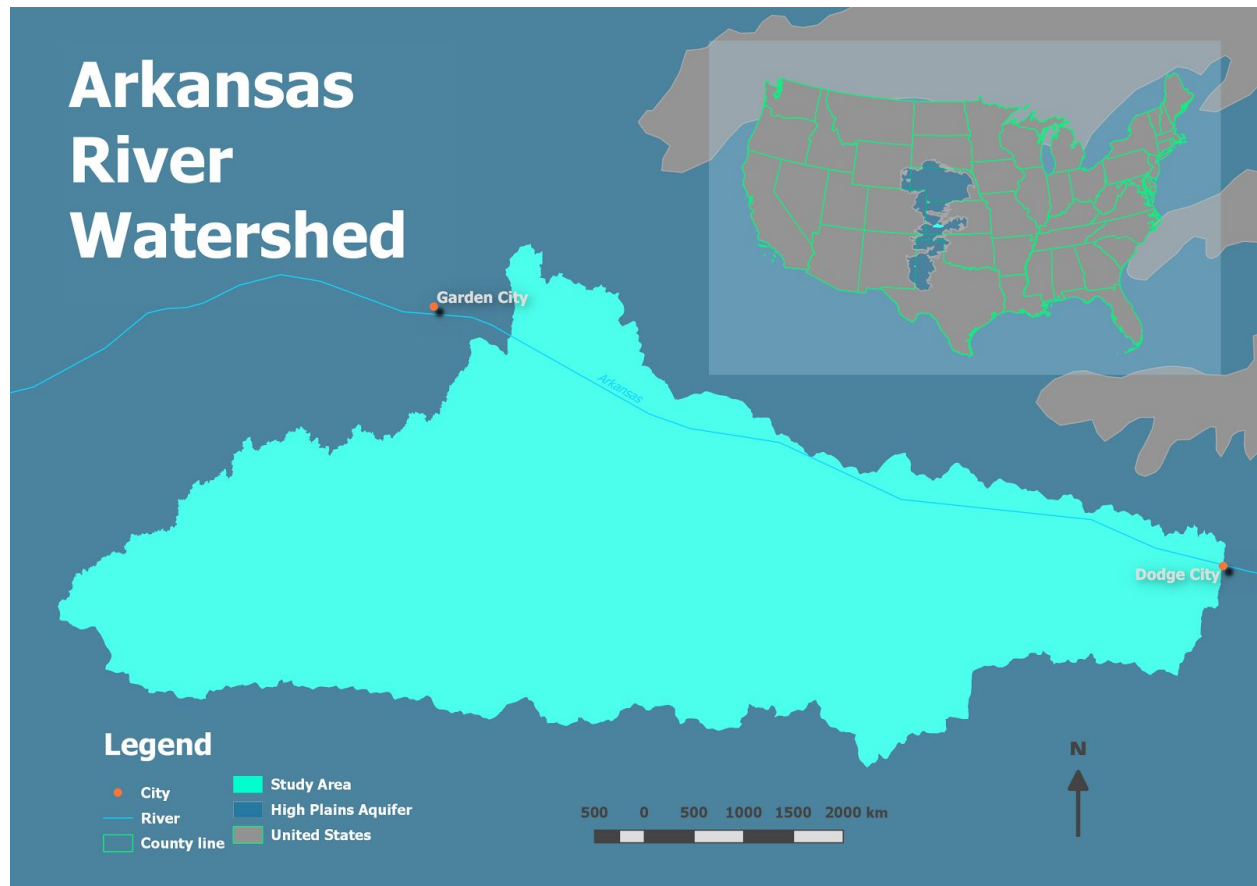 Arkansas
River
Watershed
Garden City
Arkansas
Dodge City
Legend
City
River
County line
Study Area
High Plains Aquifer
United States
500 0 500 1000 1500 2000 km
N